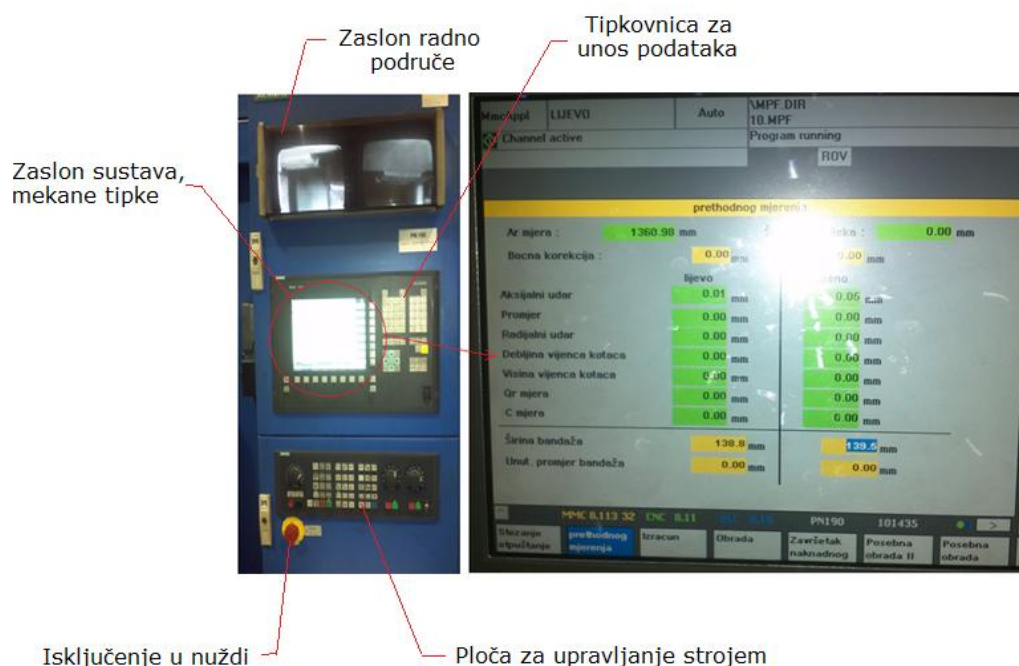 Zaslon radno
područe
Tipkovnica za
unos podataka
Zaslon sustava,
mekane tipke
LIJEVO
Auto
\MPF.DIR
10.MPF
Channel active
Program running
ROV
prethodnog mjerenja
Ar mjera :
1360.98 mm
0.00 mm
Bocna korekcija :
0.00 mm
0.00 mm
lijevo
Aksijalni udar
0.01 mm
0.05 mm
Promjer
0.00 mm
0.00 mm
Radijalni udar
0.00 mm
0.00 mm
Debljina vijenca kotaca
0.00 mm
0.00 mm
Visina vijenca kotaca
0.00 mm
0.00 mm
Qr mjera
0.00 mm
0.00 mm
C mjera
0.00 mm
0.00 mm
Širina bandaža
138.8 mm
139.5 mm
Unut. promjer bandaža
0.00 mm
0.00 mm
MMC 8.113 32
CNC 8.11
PN190
101435
>
Stezanje
otpuštanje
prethodnog
mjerenja
Izracun
Obrada
Završetak
naknadnog
Posebna
obrada II
Posebna
obrada
Isključenje u nuždi
Ploča za upravljanje strojem